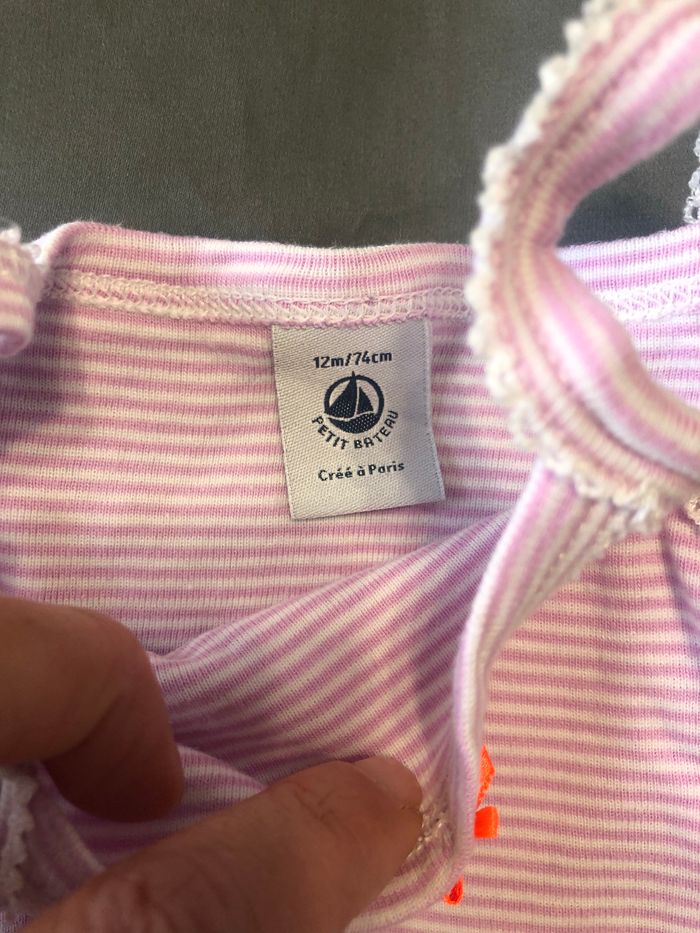 12m/74cm
PETIT BATEAU
Créé à Paris